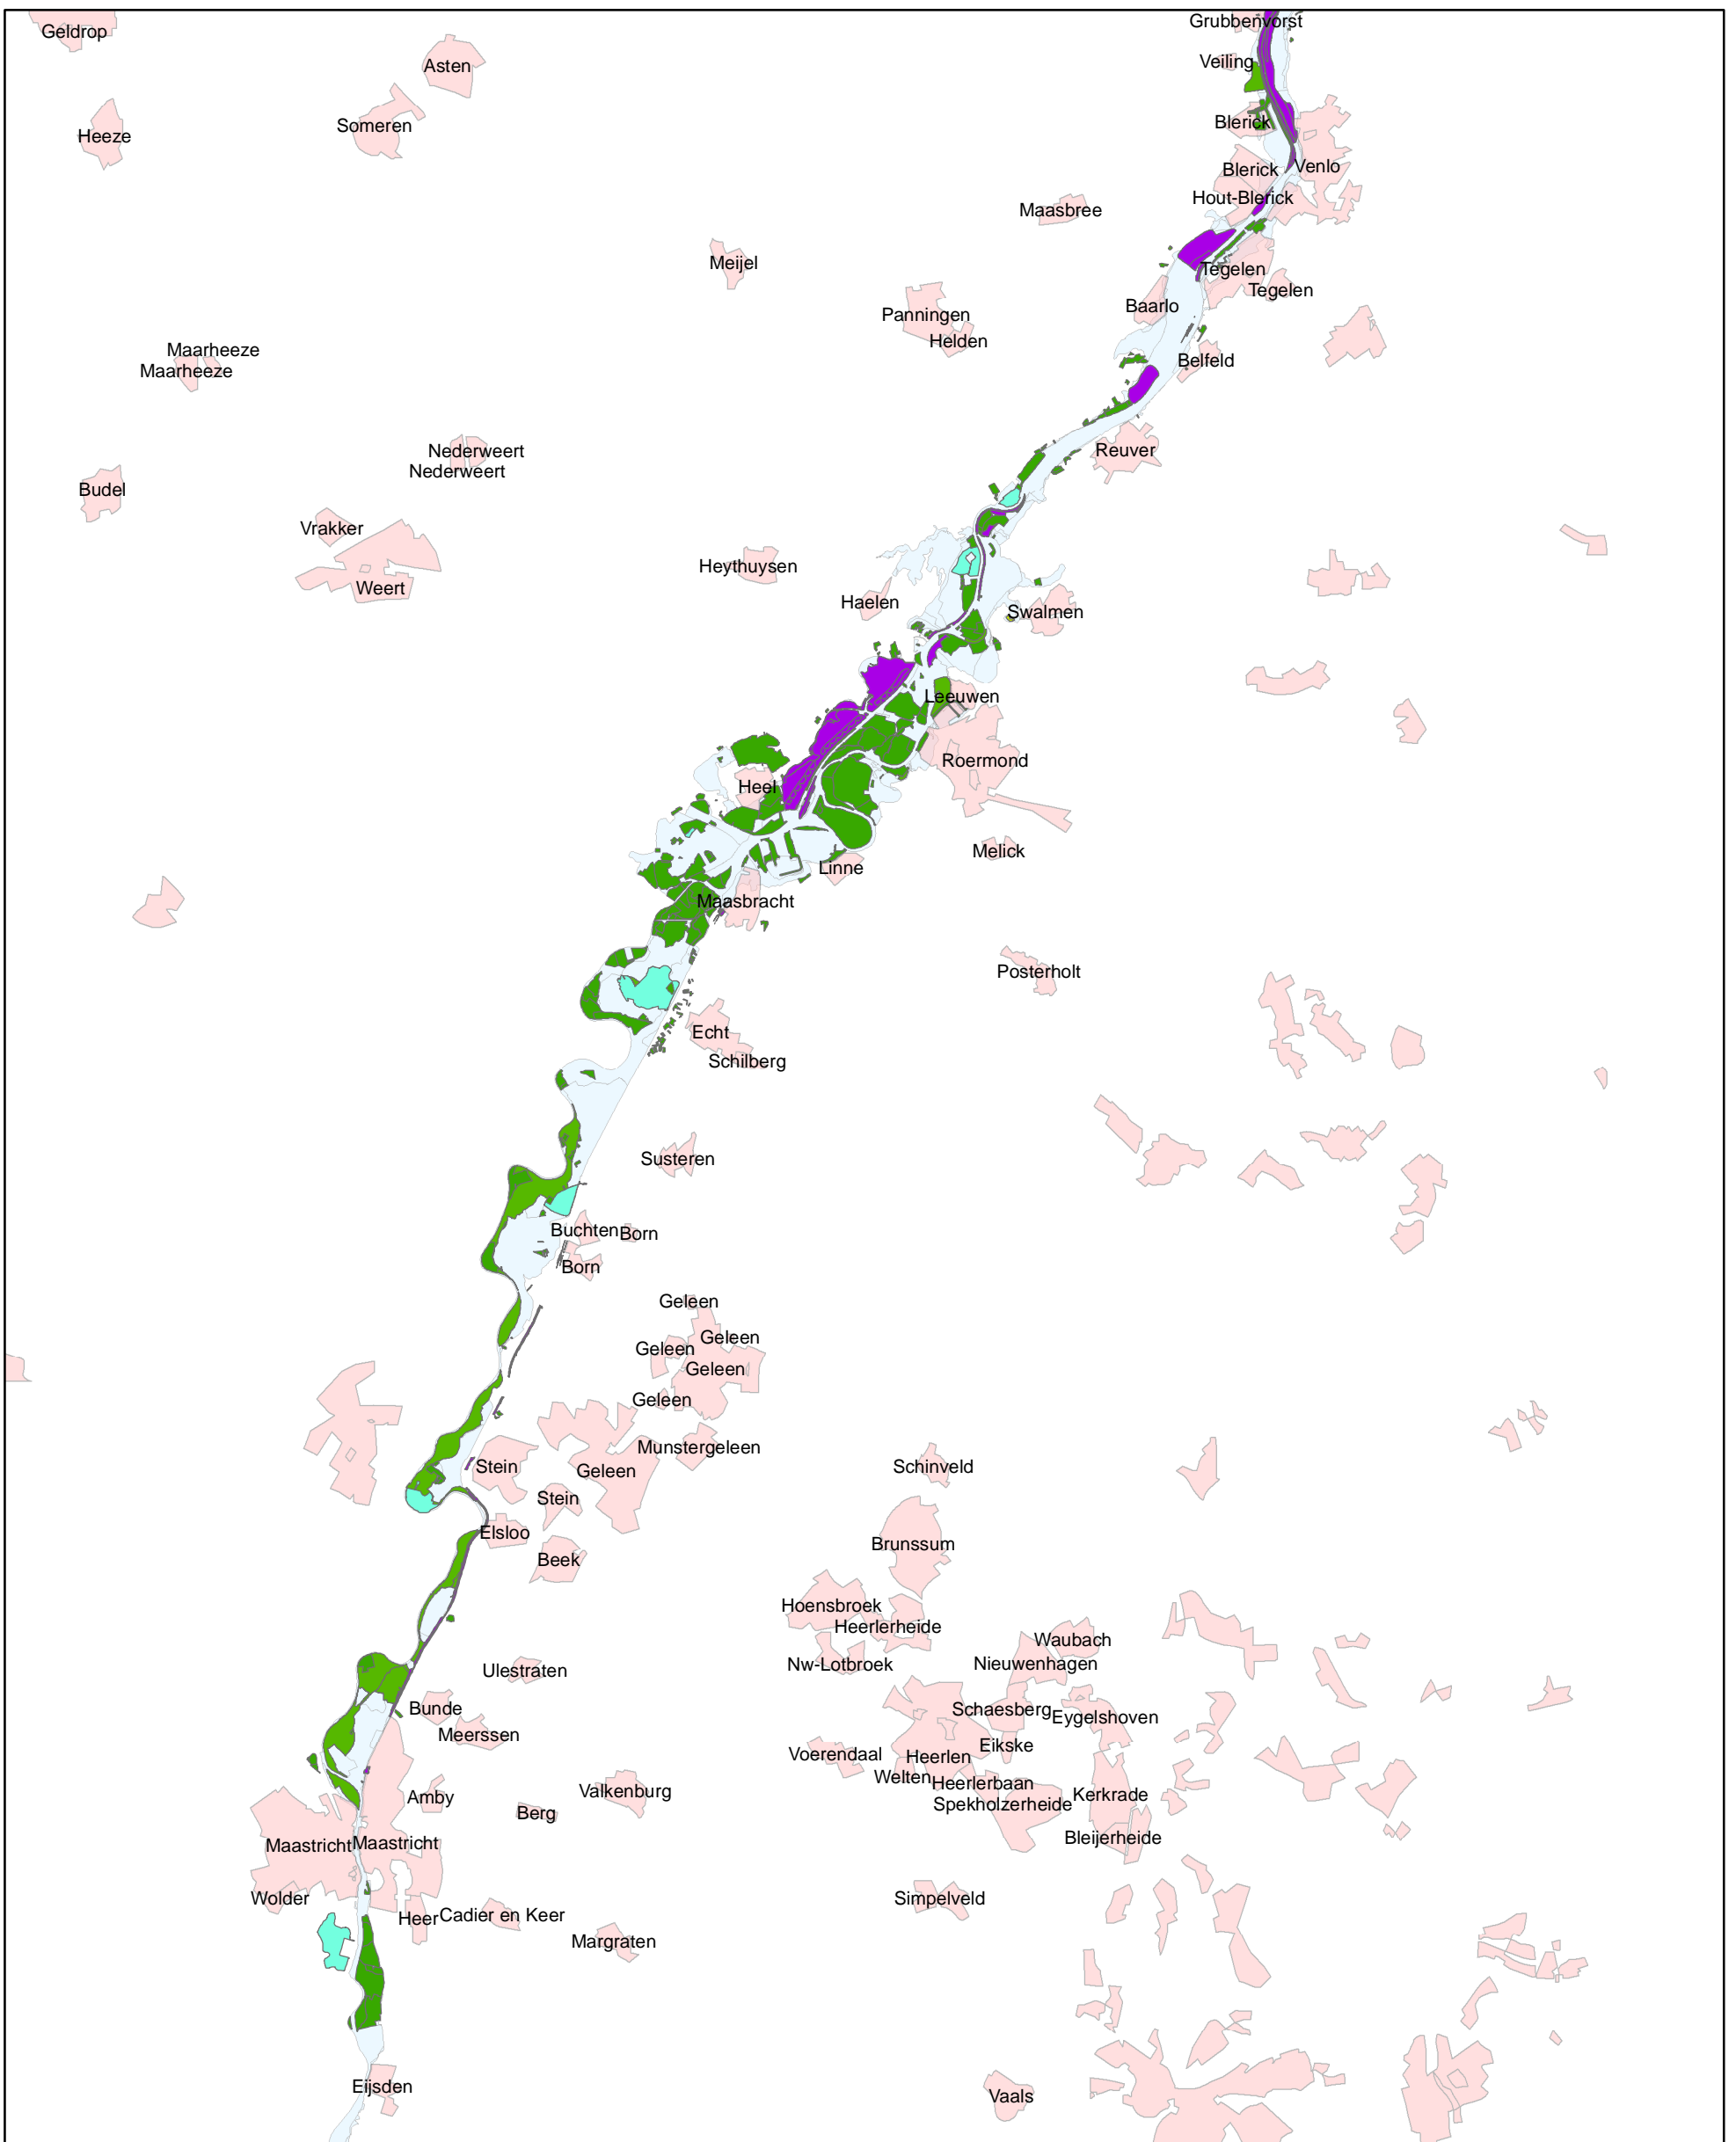 Grubbenvorst
Geldrop
Veiling
Asten
Blerick
Someren
Heeze
Venlo
Blerick
Hout-Blerick
Maasbree
Meijel
Tegelen
Tegelen
Baarlo
Panningen
Helden
Maarheeze
Belfeld
Maarheeze
Reuver
Nederweert
Nederweert
Budel
Vrakker
Heythuysen
Weert
Haelen
Swalmen
Leeuwen
Roermond
Heel
Melick
Linne
Maasbracht
Posterholt
Echt
Schilberg
Susteren
Buchten
Born
Born
Geleen
Geleen
Geleen
Geleen
Geleen
Munstergeleen
Stein
Geleen
Schinveld
Stein
Elsloo
Brunssum
Beek
Hoensbroek
Heerlerheide
Waubach
Nw-Lotbroek
Nieuwenhagen
Ulestraten
Bunde
Schaesberg
Eygelshoven
Meerssen
Eikske
Voerendaal
Heerlen
Welten
Heerlerbaan
Valkenburg
Kerkrade
Amby
Spekholzerheide
Berg
Bleijerheide
Maastricht
Maastricht
Wolder
Simpelveld
Heer
Cadier en Keer
Margraten
Eijsden
Vaals